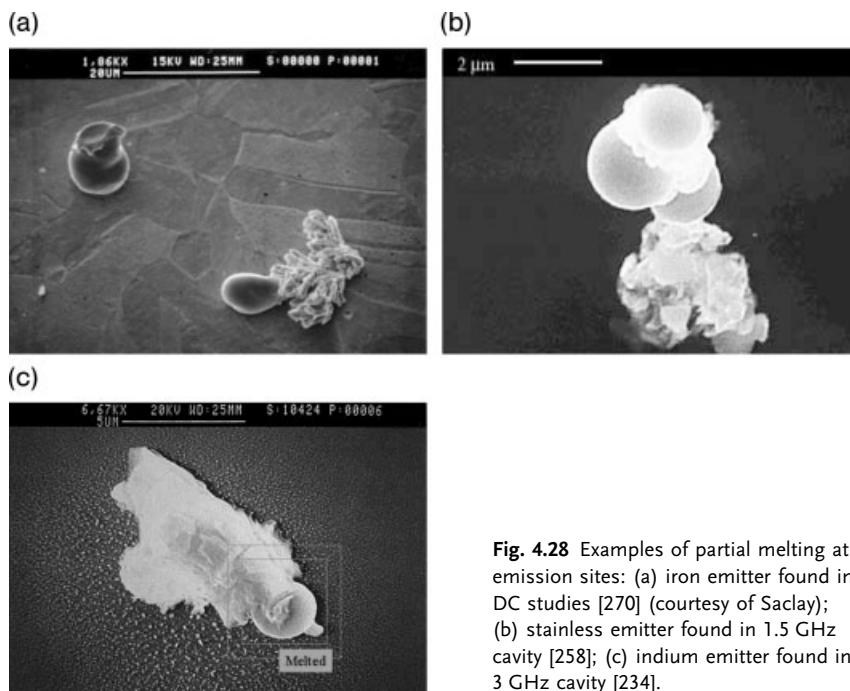 (a)
1,06KX 15KV WD:25MM S:00000 P:00001
20UM
(b)
2 μm
(c)
6,67KX 20KV WD:25MM S:10424 P:00006
5UM
Melted
Fig. 4.28 Examples of partial melting at
emission sites: (a) iron emitter found in
DC studies [270] (courtesy of Saclay);
(b) stainless emitter found in 1.5 GHz
cavity [258]; (c) indium emitter found in
3 GHz cavity [234].